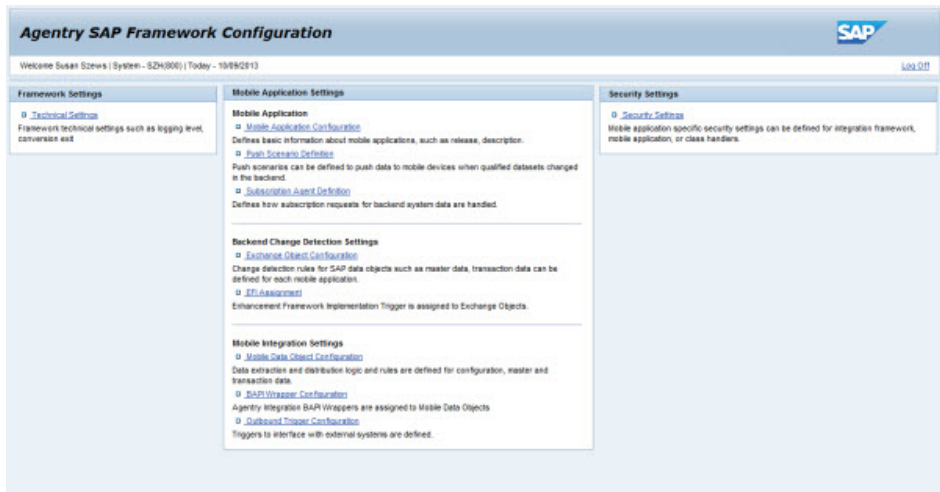 Agentry SAP Framework Configuration
SAP
Welcome Susan Szews | System - SZH(800) | Today - 10/09/2013
Log Off
Framework Settings
Technical Settings
Framework technical settings such as logging level,
conversion exit
Mobile Application Settings
Mobile Application
Mobile Application Configuration
Defines basic information about mobile applications, such as release, description.
Push Scenario Definition
Push scenarios can be defined to push data to mobile devices when qualified datasets changed
in the backend.
Subscription Agent Definition
Defines how subscription requests for backend system data are handled.
Backend Change Detection Settings
Exchange Object Configuration
Change detection rules for SAP data objects such as master data, transaction data can be
defined for each mobile application.
EFI Assignment
Enhancement Framework Implementation Trigger is assigned to Exchange Objects.
Mobile Integration Settings
Mobile Data Object Configuration
Data extraction and distribution logic and rules are defined for configuration, master and
transaction data.
BAPI Wrapper Configuration
Agentry Integration BAPI Wrappers are assigned to Mobile Data Objects
Outbound Trigger Configuration
Triggers to interface with external systems are defined.
Security Settings
Security Settings
Mobile application specific security settings can be defined for integration framework,
mobile application, or class handlers.